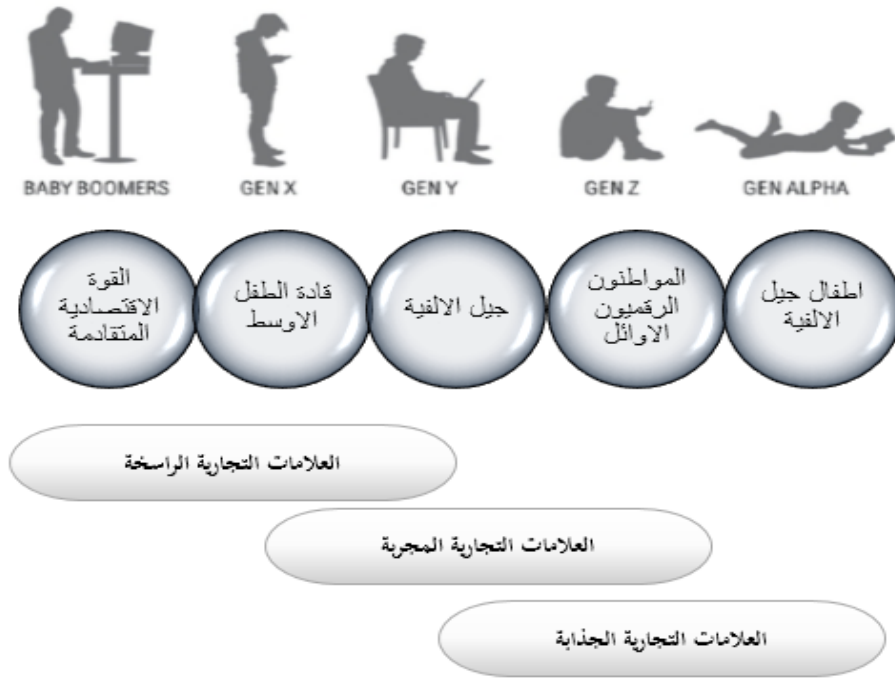 BABY BOOMERS
GEN X
GEN Y
GEN Z
GEN ALPHA
القوة
الاقتصادية
المتقادمة
قادة الطفل
الاوسط
جيل الالفية
المواطنون
الرقميون
الاوائل
اطفال جيل
الالفية
العلامات التجارية الراسخة
العلامات التجارية المجربة
العلامات التجارية الجذابة